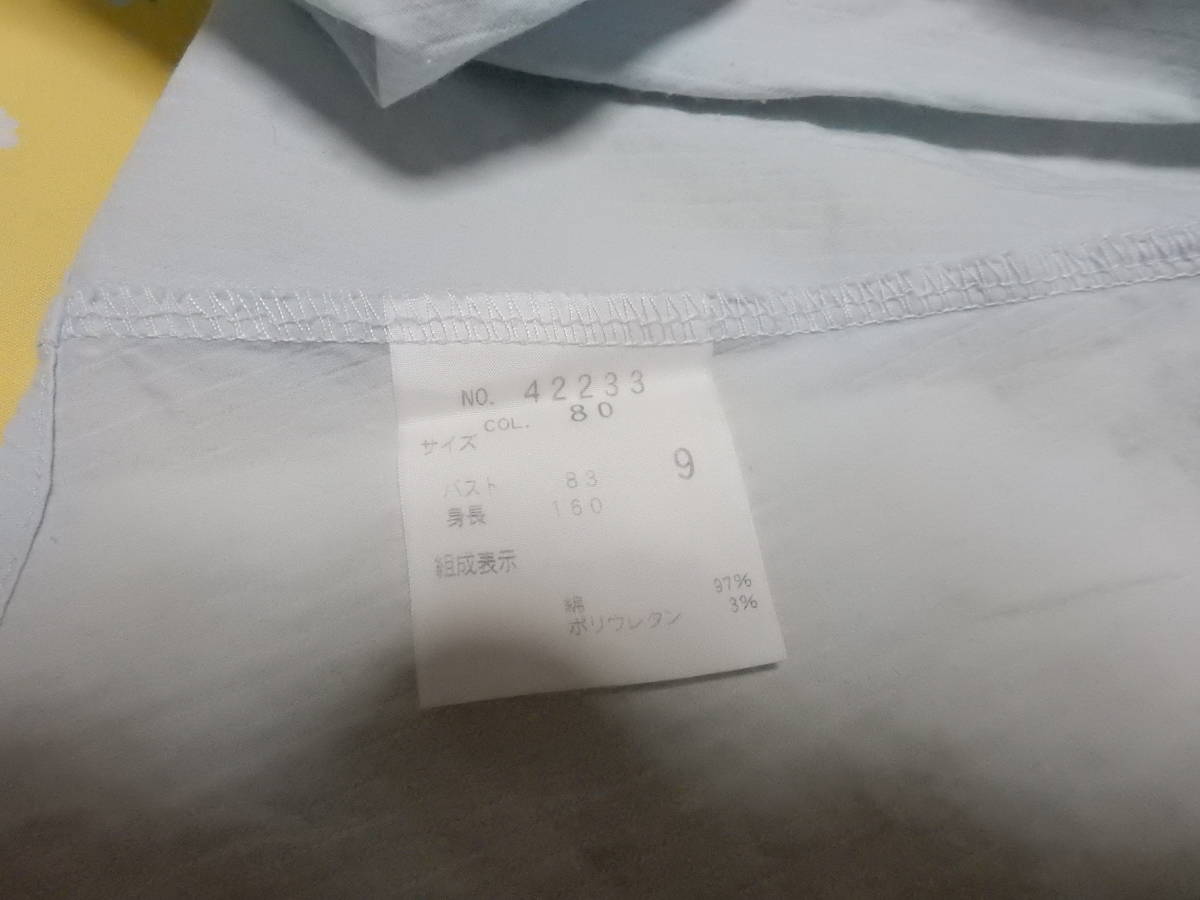 NO. 42233
COL. 80
サイズ
9
バスト 83
身長 160
組成表示
綿 97%
ポリウレタン 3%